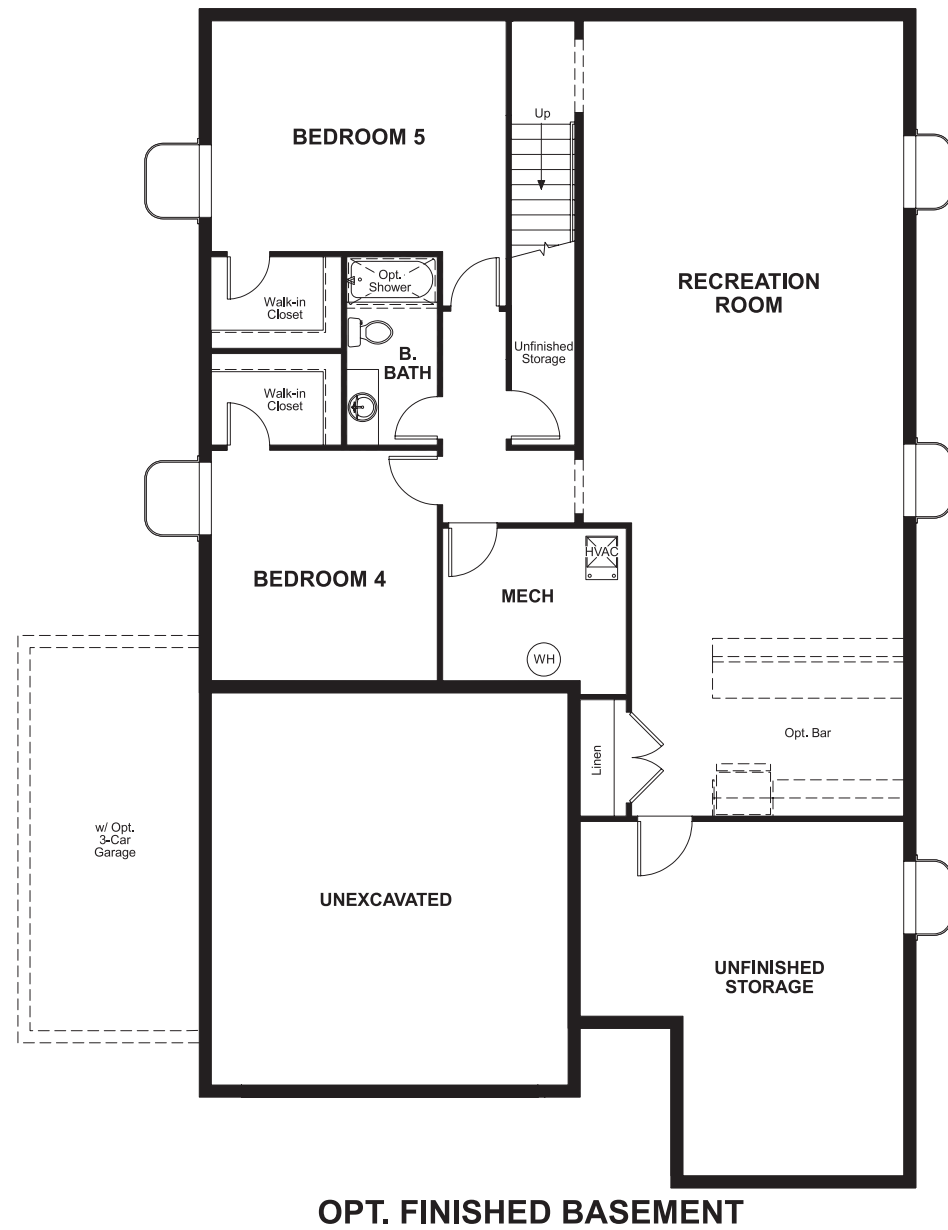 Up
BEDROOM 5
RECREATION
ROOM
Opt.
Shower
Walk-in
Closet
Unfinished
Storage
B.
BATH
Walk-in
Closet
HVAC
BEDROOM 4
MECH
WH
Opt. Bar
Linen
w/ Opt.
3-Car
Garage
UNEXCAVATED
UNFINISHED
STORAGE
OPT. FINISHED BASEMENT